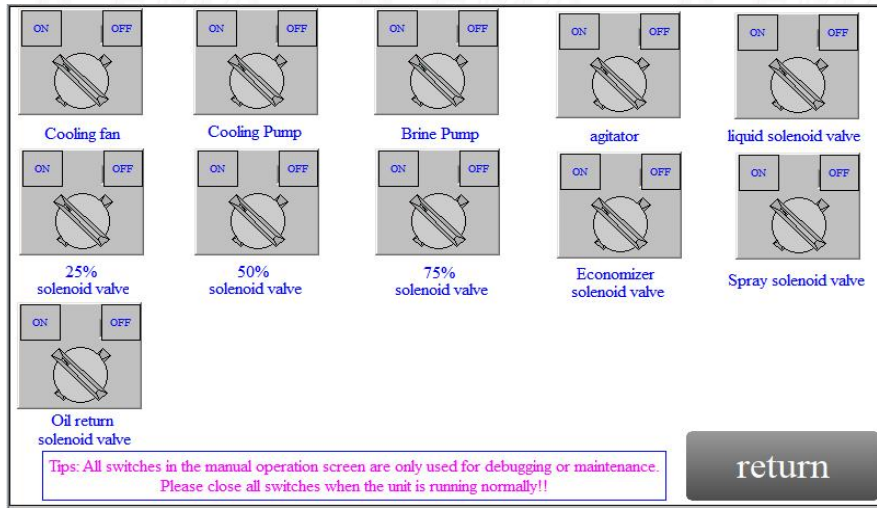 ON OFF ON OFF ON OFF ON OFF ON OFF
Cooling fan Cooling Pump Brine Pump agitator liquid solenoid valve
ON OFF ON OFF ON OFF ON OFF ON OFF
25% 50% 75% Economizer Spray solenoid valve
solenoid valve solenoid valve solenoid valve solenoid valve
ON OFF
Oil return
solenoid valve
Tips: All switches in the manual operation screen are only used for debugging or maintenance.
Please close all switches when the unit is running normally!!
return